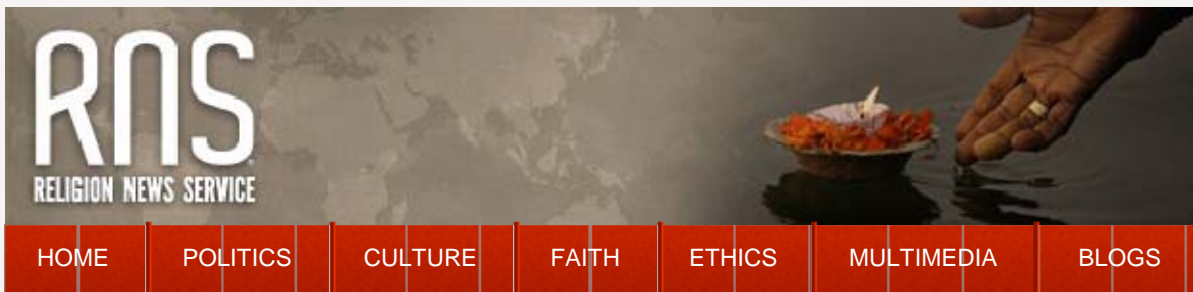 RNS
RELIGION NEWS SERVICE
HOME POLITICS CULTURE FAITH ETHICS MULTIMEDIA BLOGS